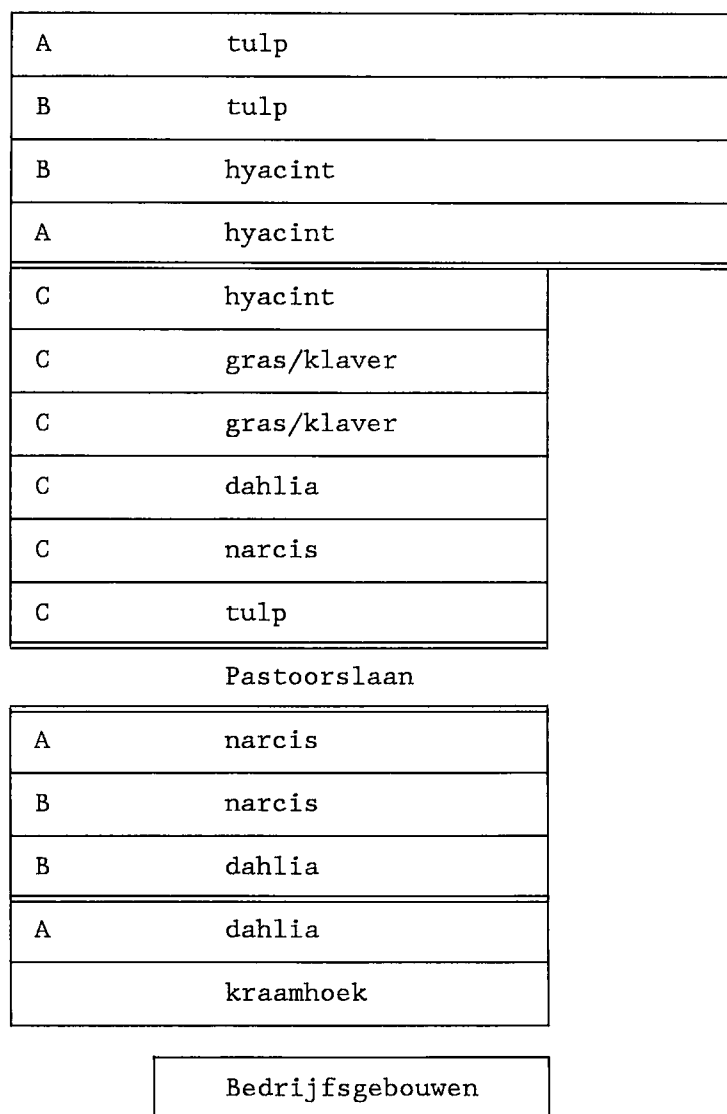 A tulp
B tulp
B hyacint
A hyacint
C hyacint
C gras/klaver
C gras/klaver
C dahlia
C narcis
C tulp
Pastoorslaan
A narcis
B narcis
B dahlia
A dahlia
kraamhoek
Bedrijfsgebouwen